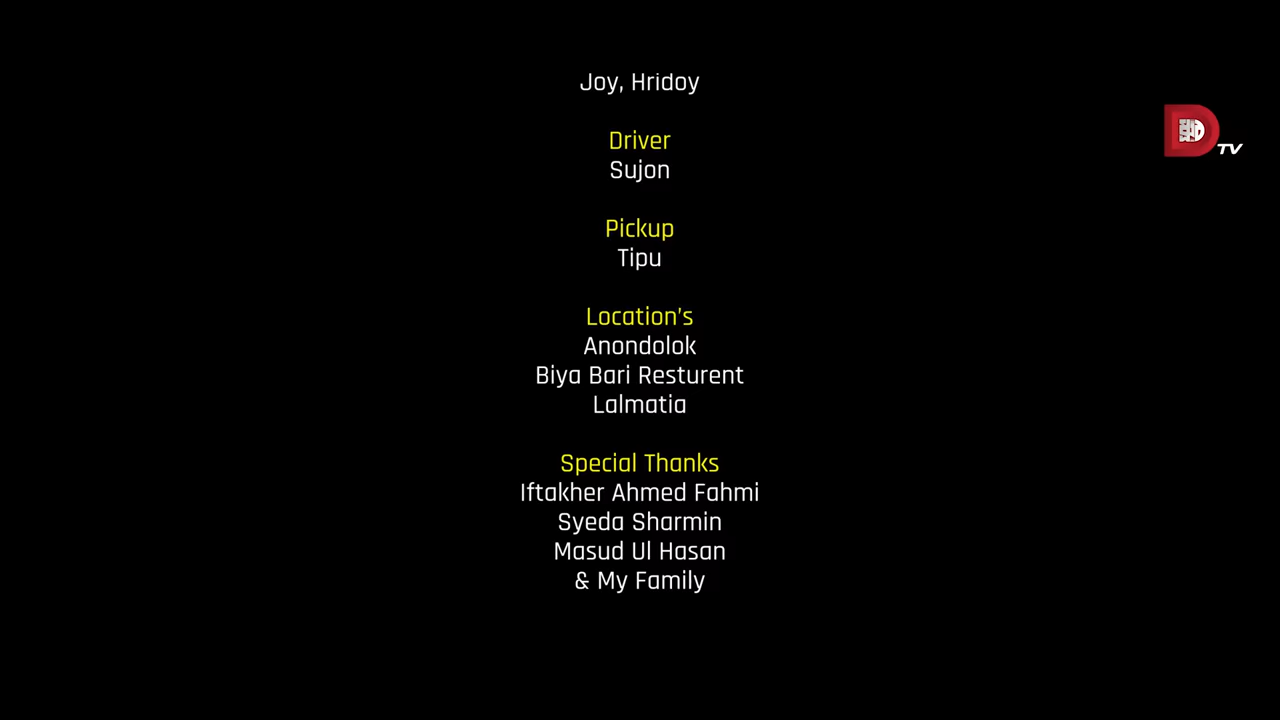 Joy, Hridoy
Driver
Sujon
Pickup
Tipu
Location's
Anondolok
Biya Bari Resturent
Lalmatia
Special Thanks
Iftakher Ahmed Fahmi
Syeda Sharmin
Masud Ul Hasan
& My Family
TV